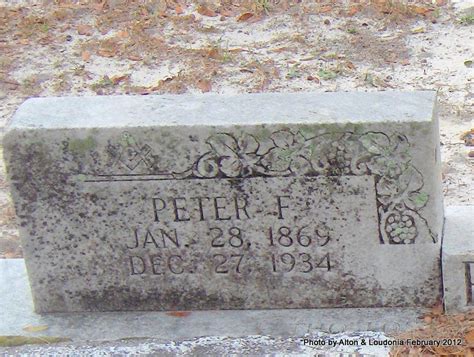 PETER F
JAN. 28, 1869
DEC. 27, 1934
"Photo by Alton & Loudonia February 2012